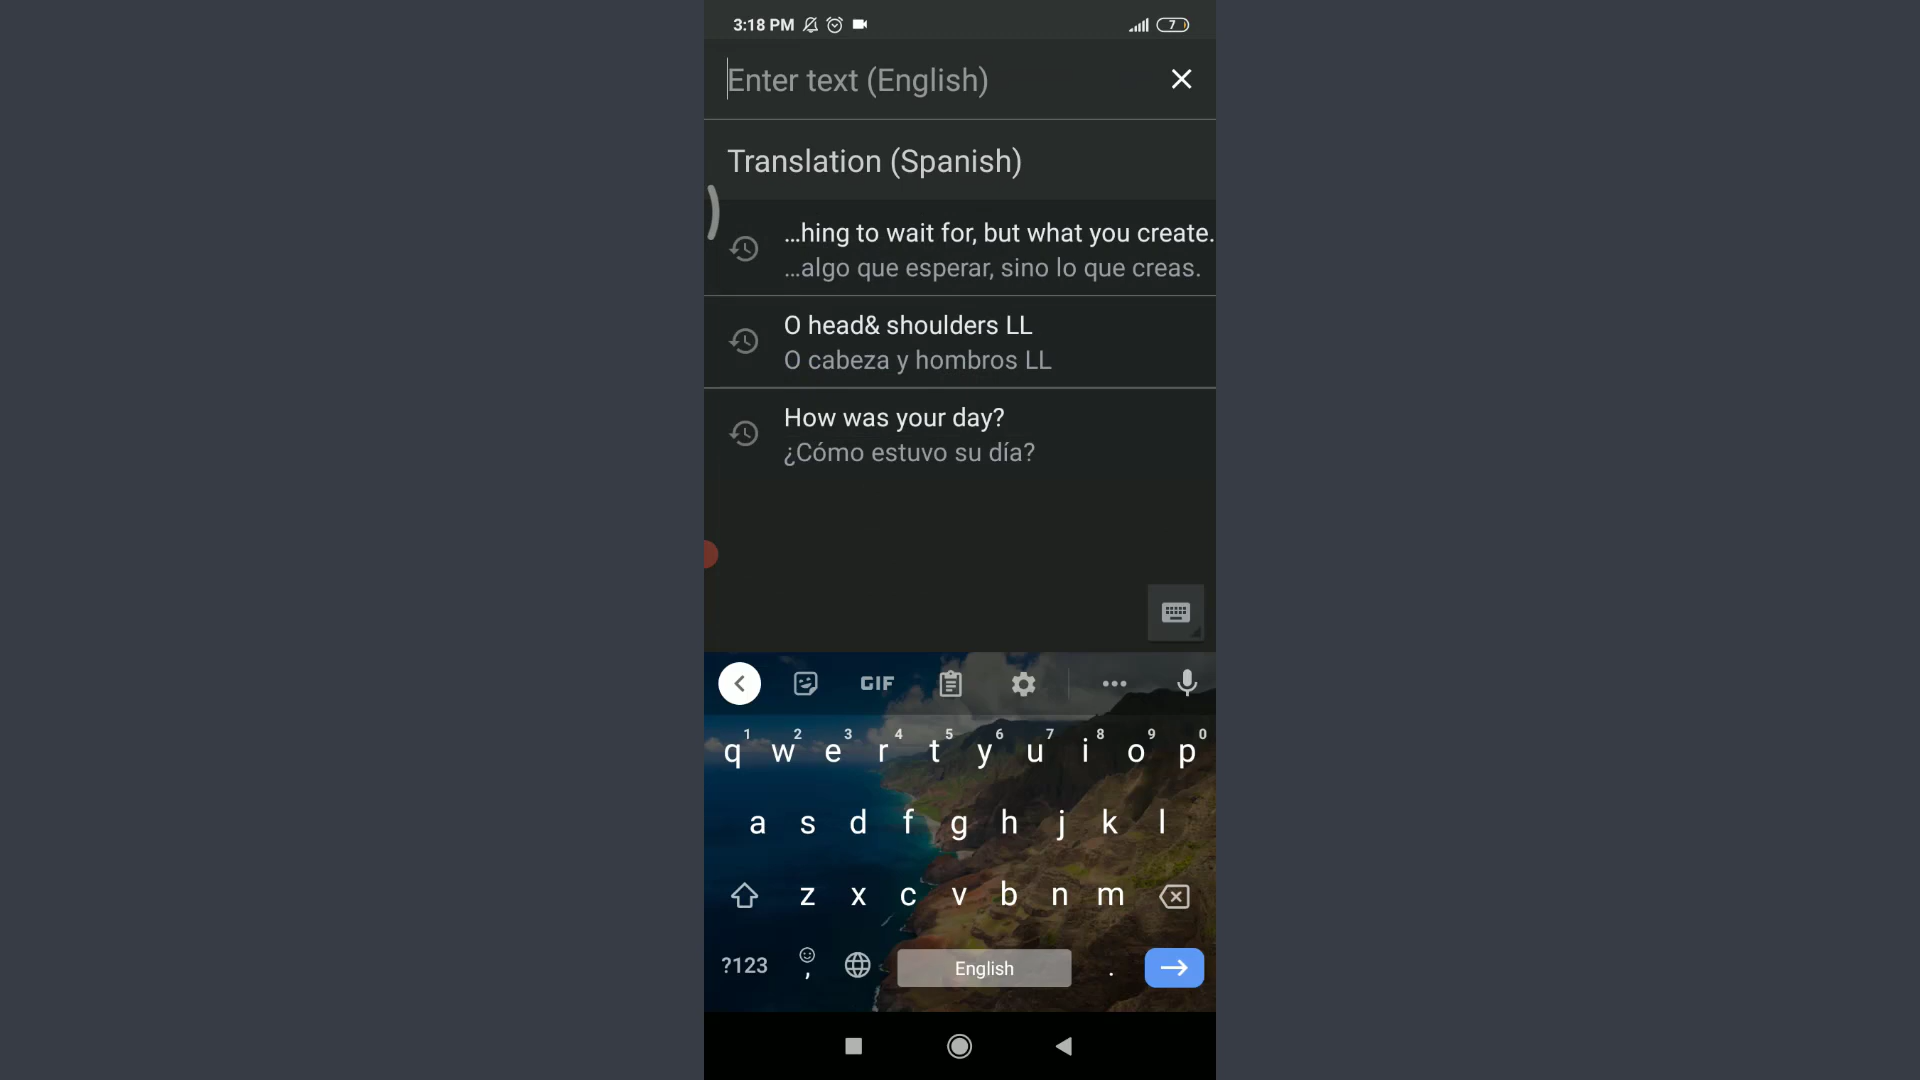 3:18 PM
7
Enter text (English)
Translation (Spanish)
...hing to wait for, but what you create.
...algo que esperar, sino lo que creas.
O head& shoulders LL
O cabeza y hombros LL
How was your day?
¿Cómo estuvo su día?
GIF
1 2 3 4 5 6 7 8 9 0
q w e r t y u i o p
a s d f g h j k l
z x c v b n m
?123 , English .